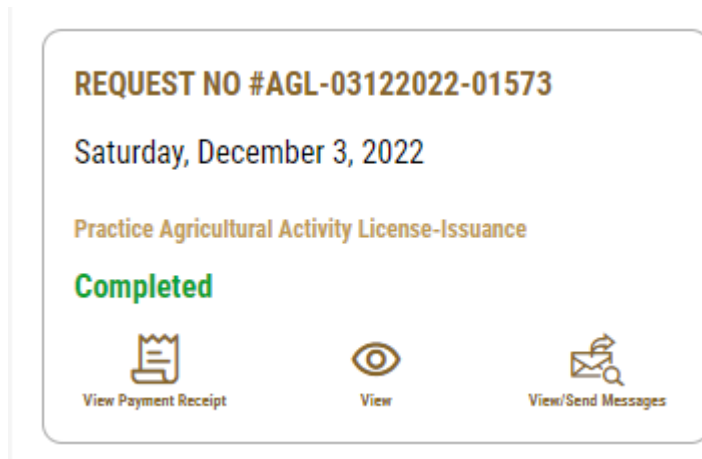 REQUEST NO #AGL-03122022-01573
Saturday, December 3, 2022
Practice Agricultural Activity License-Issuance
Completed
View Payment Receipt
View
View/Send Messages